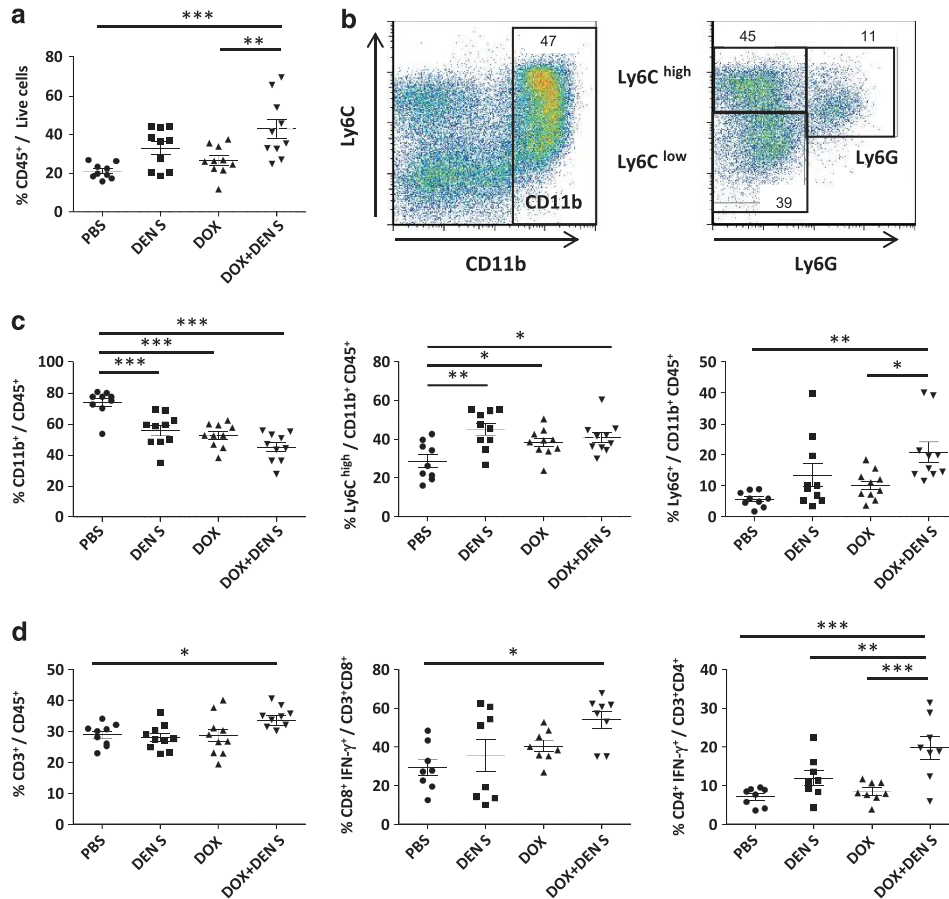 a
***
**
% CD45⁺ / Live cells
80
60
40
20
0
PBS
DEN S
DOX
DOX+DEN S
b
Ly6C
47
CD11b
CD11b
Ly6C high
Ly6C low
45
11
Ly6G
39
Ly6G
c
***
***
***
% CD11b⁺ / CD45⁺
100
80
60
40
20
0
PBS
DEN S
DOX
DOX+DEN S
*
*
**
% Ly6C high / CD11b⁺ CD45⁺
80
60
40
20
0
PBS
DEN S
DOX
DOX+DEN S
**
*
% Ly6G⁺ / CD11b⁺ CD45⁺
50
40
30
20
10
0
PBS
DEN S
DOX
DOX+DEN S
d
*
% CD3⁺ / CD45⁺
50
40
30
20
10
0
PBS
DEN S
DOX
DOX+DEN S
*
% CD8⁺ IFN-γ⁺ / CD3⁺CD8⁺
80
60
40
20
0
PBS
DEN S
DOX
DOX+DEN S
***
**
***
% CD4⁺ IFN-γ⁺ / CD3⁺CD4⁺
40
30
20
10
0
PBS
DEN S
DOX
DOX+DEN S